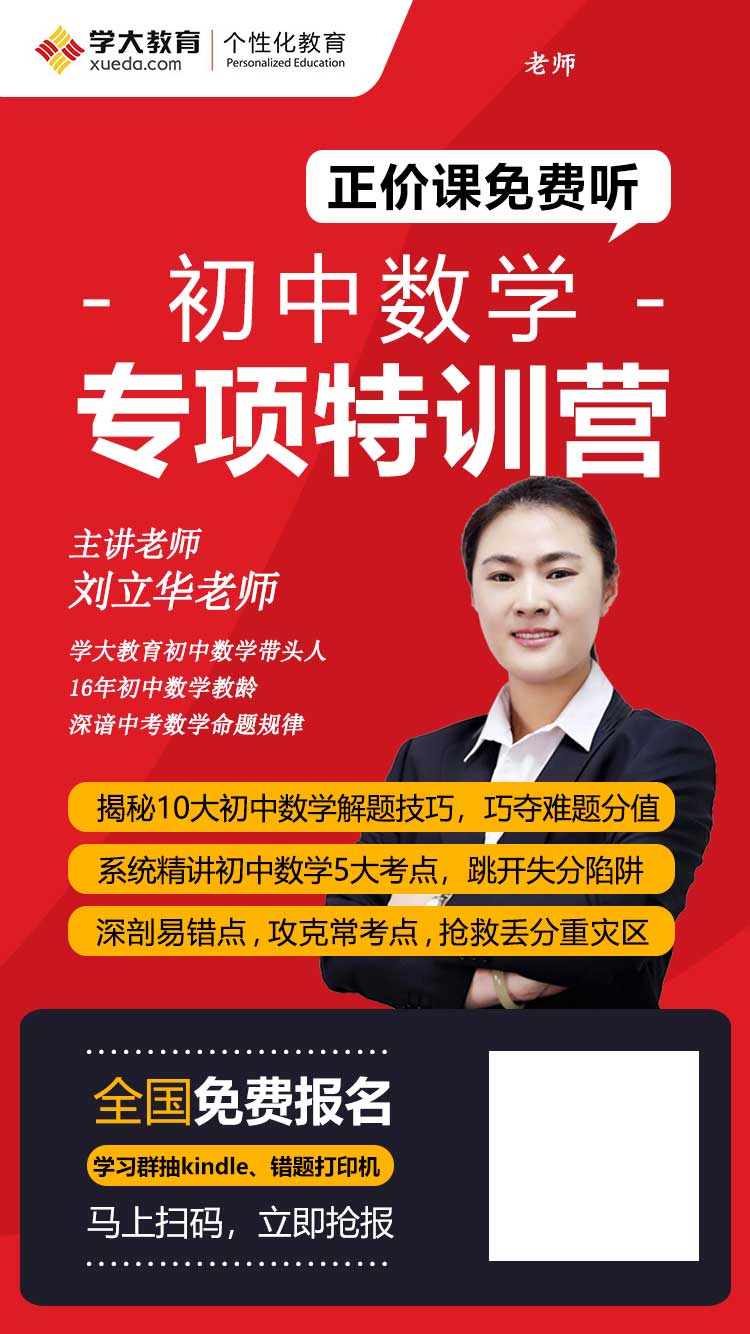 学大教育
xueda.com
个性化教育
Personalized Education
老师
正价课免费听
- 初中数学 -
专项特训营
主讲老师
刘立华老师
学大教育初中数学带头人
16年初中数学教龄
深谙中考数学命题规律
揭秘10大初中数学解题技巧，巧夺难题分值
系统精讲初中数学5大考点，跳开失分陷阱
深剖易错点,攻克常考点,抢救丢分重灾区
全国免费报名
学习群抽kindle、错题打印机
马上扫码，立即抢报